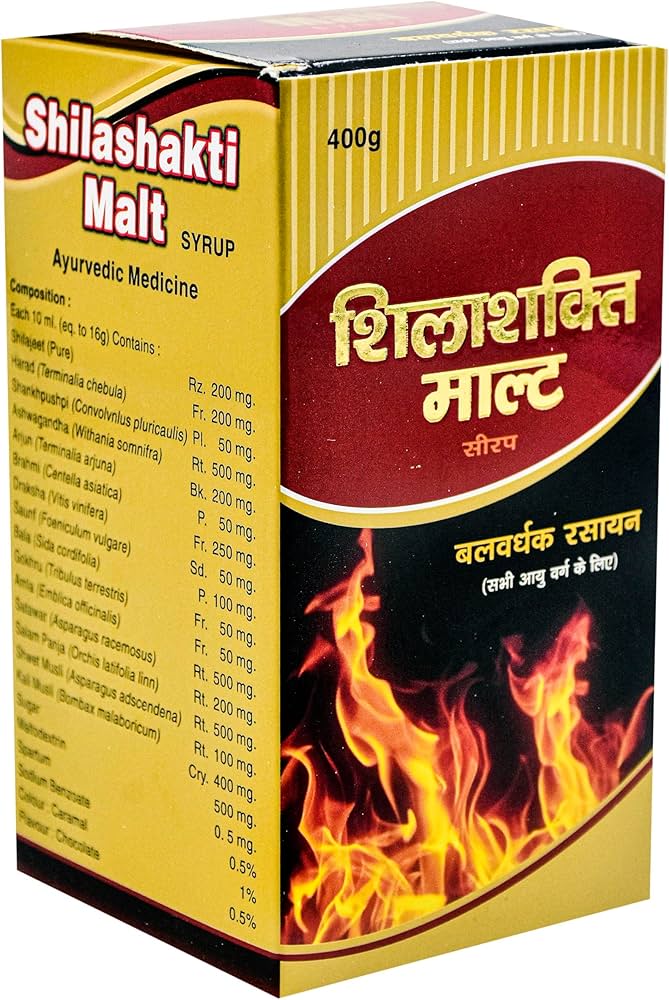 Shilashakti
Malt SYRUP
Ayurvedic Medicine
Composition :
Each 10 ml. (eq. to 16g) Contains :
Shilajeet (Pure) Rz. 200 mg.
Harad (Terminalia chebula) Fr. 200 mg.
Shankhpushpi (Convolvnlus pluricaulis) Pl. 50 mg.
Ashwagandha (Withania somnifra) Rt. 500 mg.
Arjun (Terminalia arjuna) Bk. 200 mg.
Brahmi (Centella asiatica) P. 50 mg.
Draksha (Vitis vinifera) Fr. 250 mg.
Saunf (Foeniculum vulgare) Sd. 50 mg.
Bala (Sida cordifolia) P. 100 mg.
Gokhru (Tribulus terrestris) Fr. 50 mg.
Amla (Emblica officinalis) Fr. 50 mg.
Satawar (Asparagus racemosus) Rt. 500 mg.
Salam Panja (Orchis latifolia linn) Rt. 200 mg.
Shwet Musli (Asparagus adscendena) Rt. 500 mg.
Kali Musli (Bombax malaboricum) Rt. 100 mg.
Sugar Cry. 400 mg.
Maltodextrin 500 mg.
Spartum 0.5 mg.
Sodium Benzoate 0.5%
Colour : Caramal 1%
Flavour : Chocolate 0.5%
400g
शिलाशक्ति
माल्ट
सीरप
बलवर्धक रसायन
(सभी आयु वर्ग के लिए)